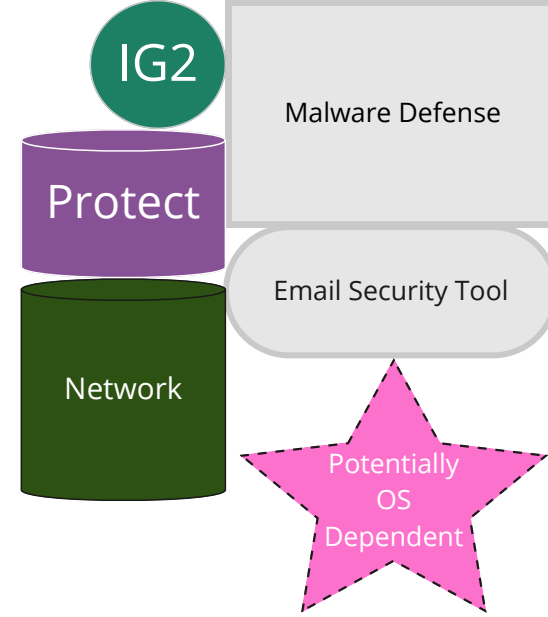 IG2
Malware Defense
Protect
Email Security Tool
Network
Potentially
OS
Dependent